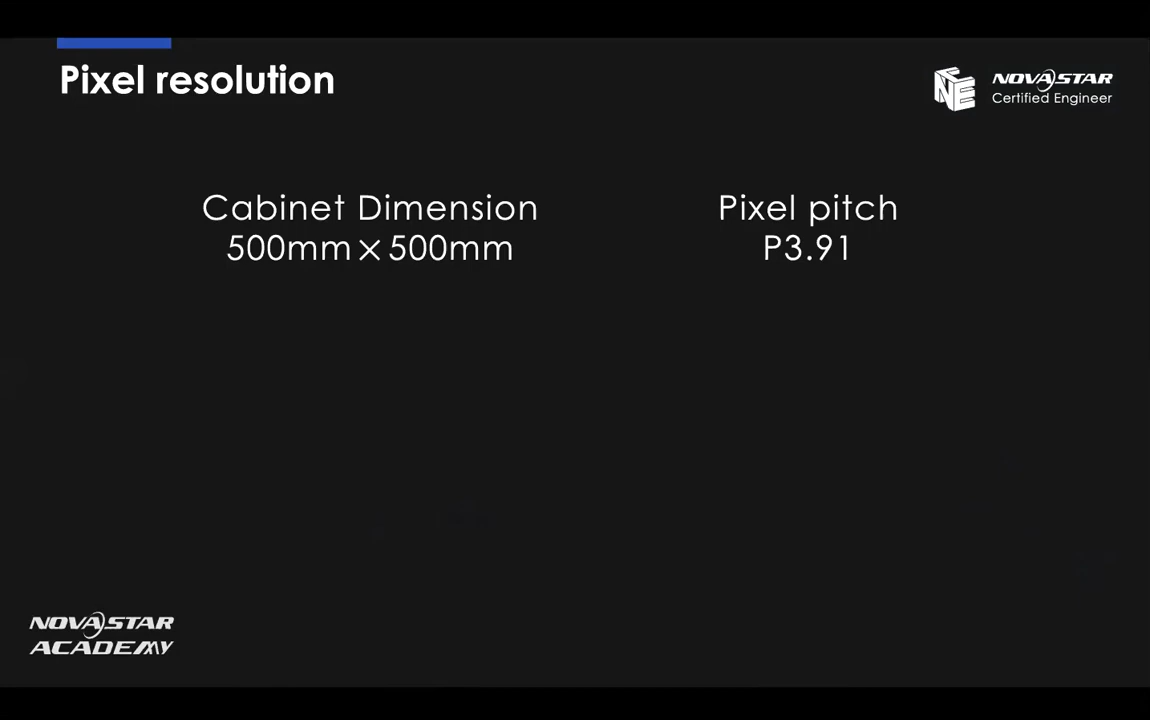 Pixel resolution
NOVASTAR
Certified Engineer
Cabinet Dimension
500mm×500mm
Pixel pitch
P3.91
NOVASTAR
ACADEMY